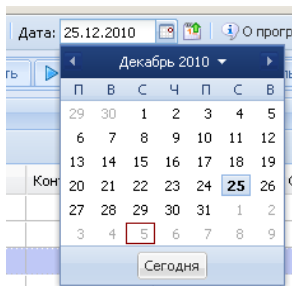 Дата: 25.12.2010 О прогр
Декабрь 2010
ть
П В С Ч П С В
29 30 1 2 3 4 5
6 7 8 9 10 11 12
13 14 15 16 17 18 19
Кон 20 21 22 23 24 25 26
27 28 29 30 31 1 2
3 4 5 6 7 8 9
Сегодня